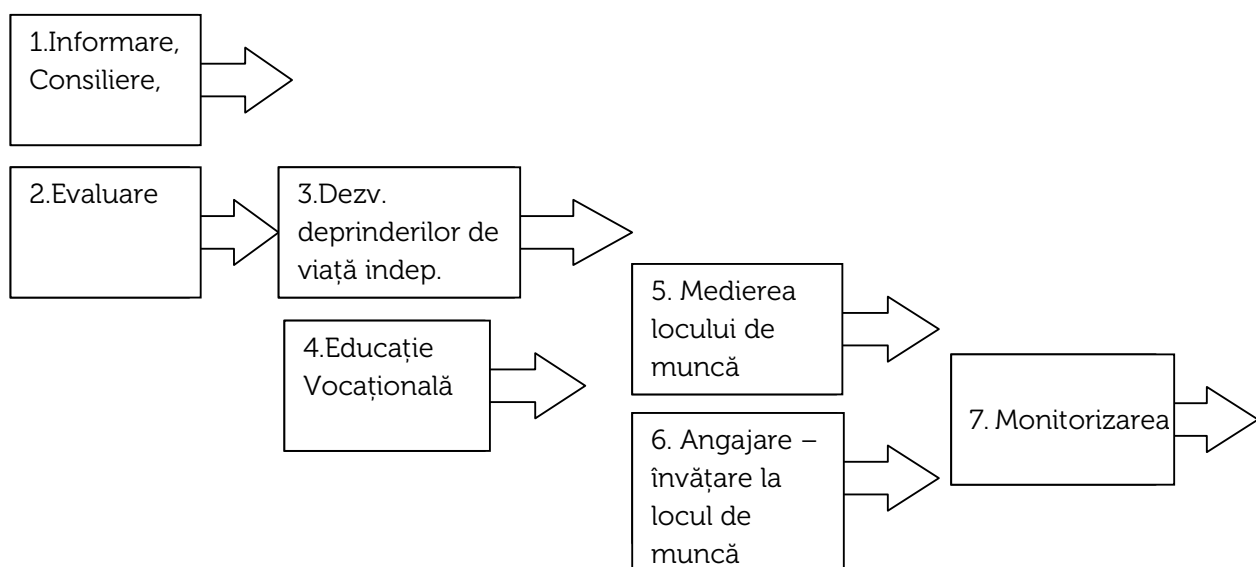 1.Informare,
Consiliere,
2.Evaluare
3.Dezv.
deprinderilor de
viață indep.
4.Educație
Vocațională
5. Medierea
locului de
muncă
6. Angajare –
învățare la
locul de
muncă
7. Monitorizarea